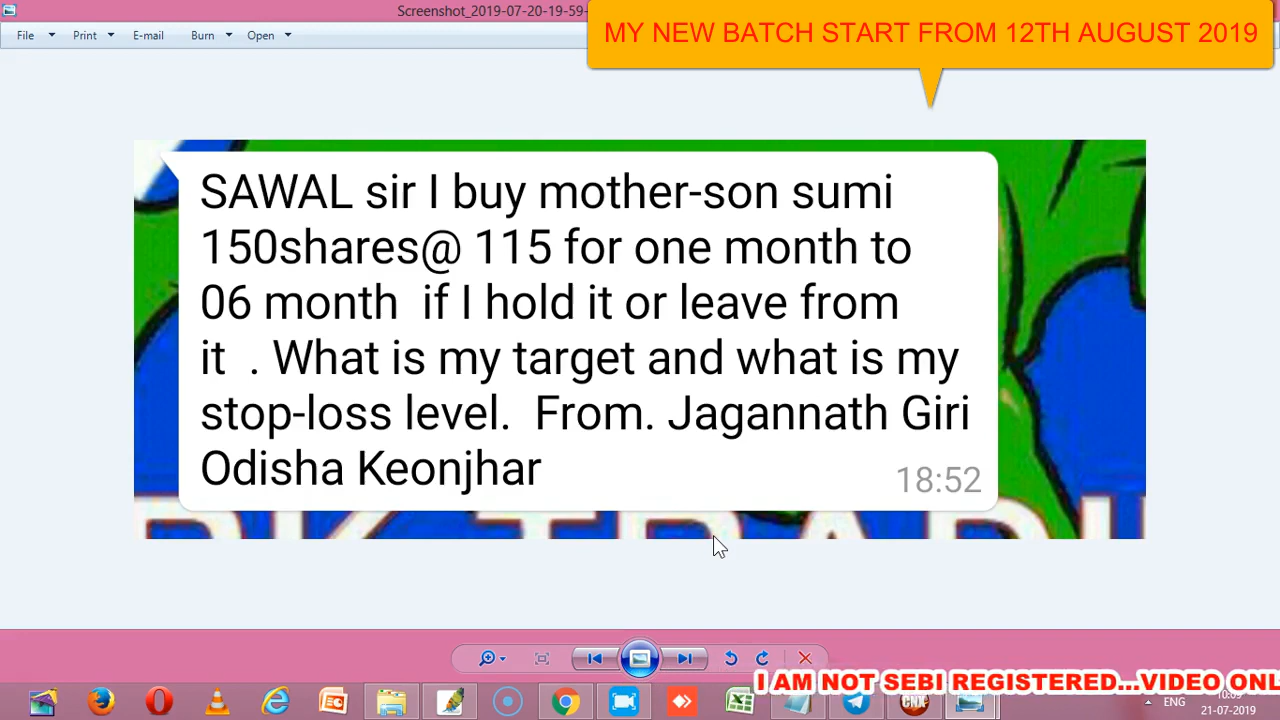 Screenshot_2019-07-20-19-59-
MY NEW BATCH START FROM 12TH AUGUST 2019
File Print E-mail Burn Open
SAWAL sir I buy mother-son sumi
150shares@ 115 for one month to
06 month if I hold it or leave from
it . What is my target and what is my
stop-loss level. From. Jagannath Giri
Odisha Keonjhar
18:52
I AM NOT SEBI REGISTERED...VIDEO ONL
ENG
21-07-2019